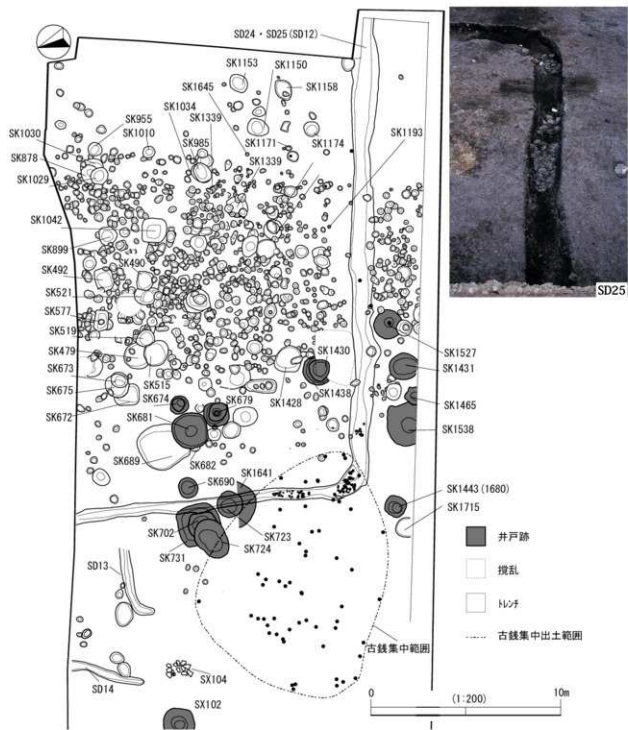 SD24・SD25(SD12)
SK1153
SK1150
SK1158
SK1645
SK1339
SK1034
SK955
SK1010
SK1030
SK985
SK1171
SK1174
SK1193
SK878
SK1339
SK1029
SK1042
SK899
SK490
SK492
SK521
SK577
SK519
SK479
SK673
SK675
SK674
SK515
SK672
SK681
SK679
SK1428
SK1430
SK1438
SK1527
SK1431
SK1465
SK1538
SK689
SK682
SK1641
SK690
SK1443(1680)
SK1715
SK702
SK723
SK731
SK724
SD13
SD14
SX104
SX102
古銭集中範囲
井戸跡
撹乱
トレンチ
古銭集中出土範囲
0
(1:200)
10m
SD25